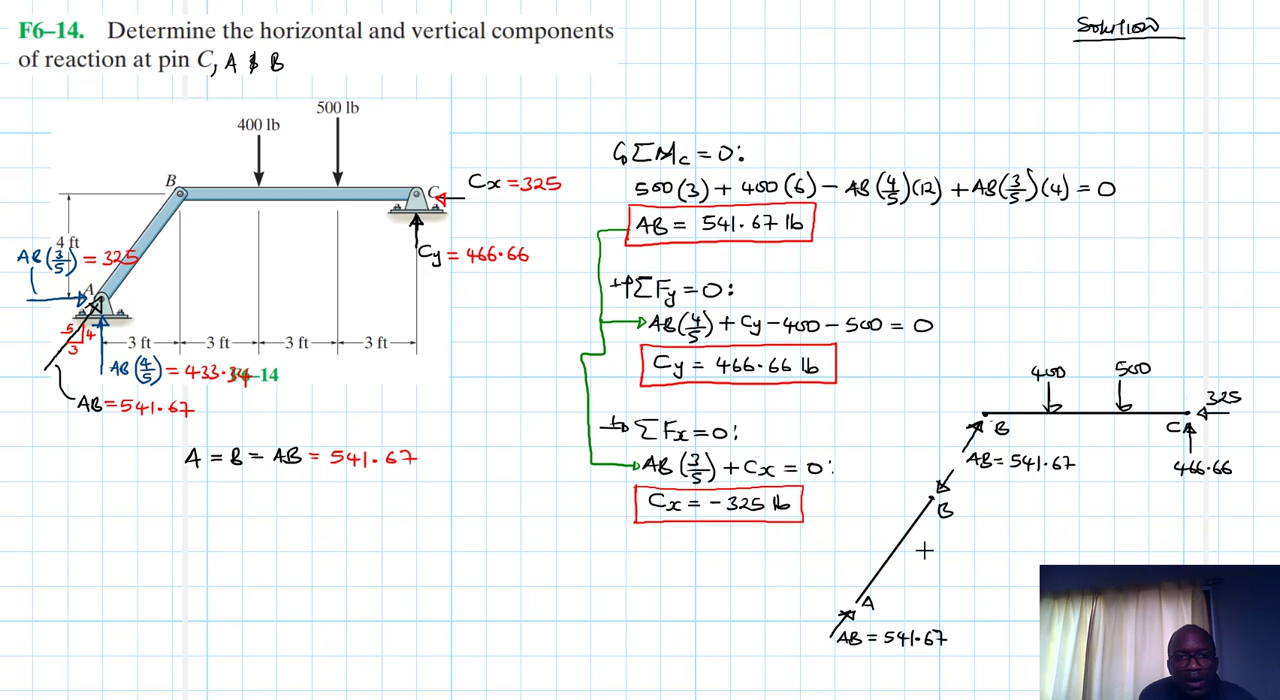 F6–14. Determine the horizontal and vertical components
of reaction at pin C, A & B
Solution
500 lb
400 lb
B
C
Cx = 325
4 ft
AB(3/5) = 325
Cy = 466.66
A
5
4
3
3 ft
3 ft
3 ft
3 ft
AB(4/5) = 433.34
-14
AB = 541.67
A = B = AB = 541.67
↺ΣMc = 0:
500(3) + 400(6) − AB(4/5)(12) + AB(3/5)(4) = 0
AB = 541.67 lb
+↑ΣFy = 0:
AB(4/5) + Cy − 400 − 500 = 0
Cy = 466.66 lb
+→ ΣFx = 0:
AB(3/5) + Cx = 0:
Cx = − 325 lb
400
500
325
B
C
AB = 541.67
466.66
B
+
A
AB = 541.67